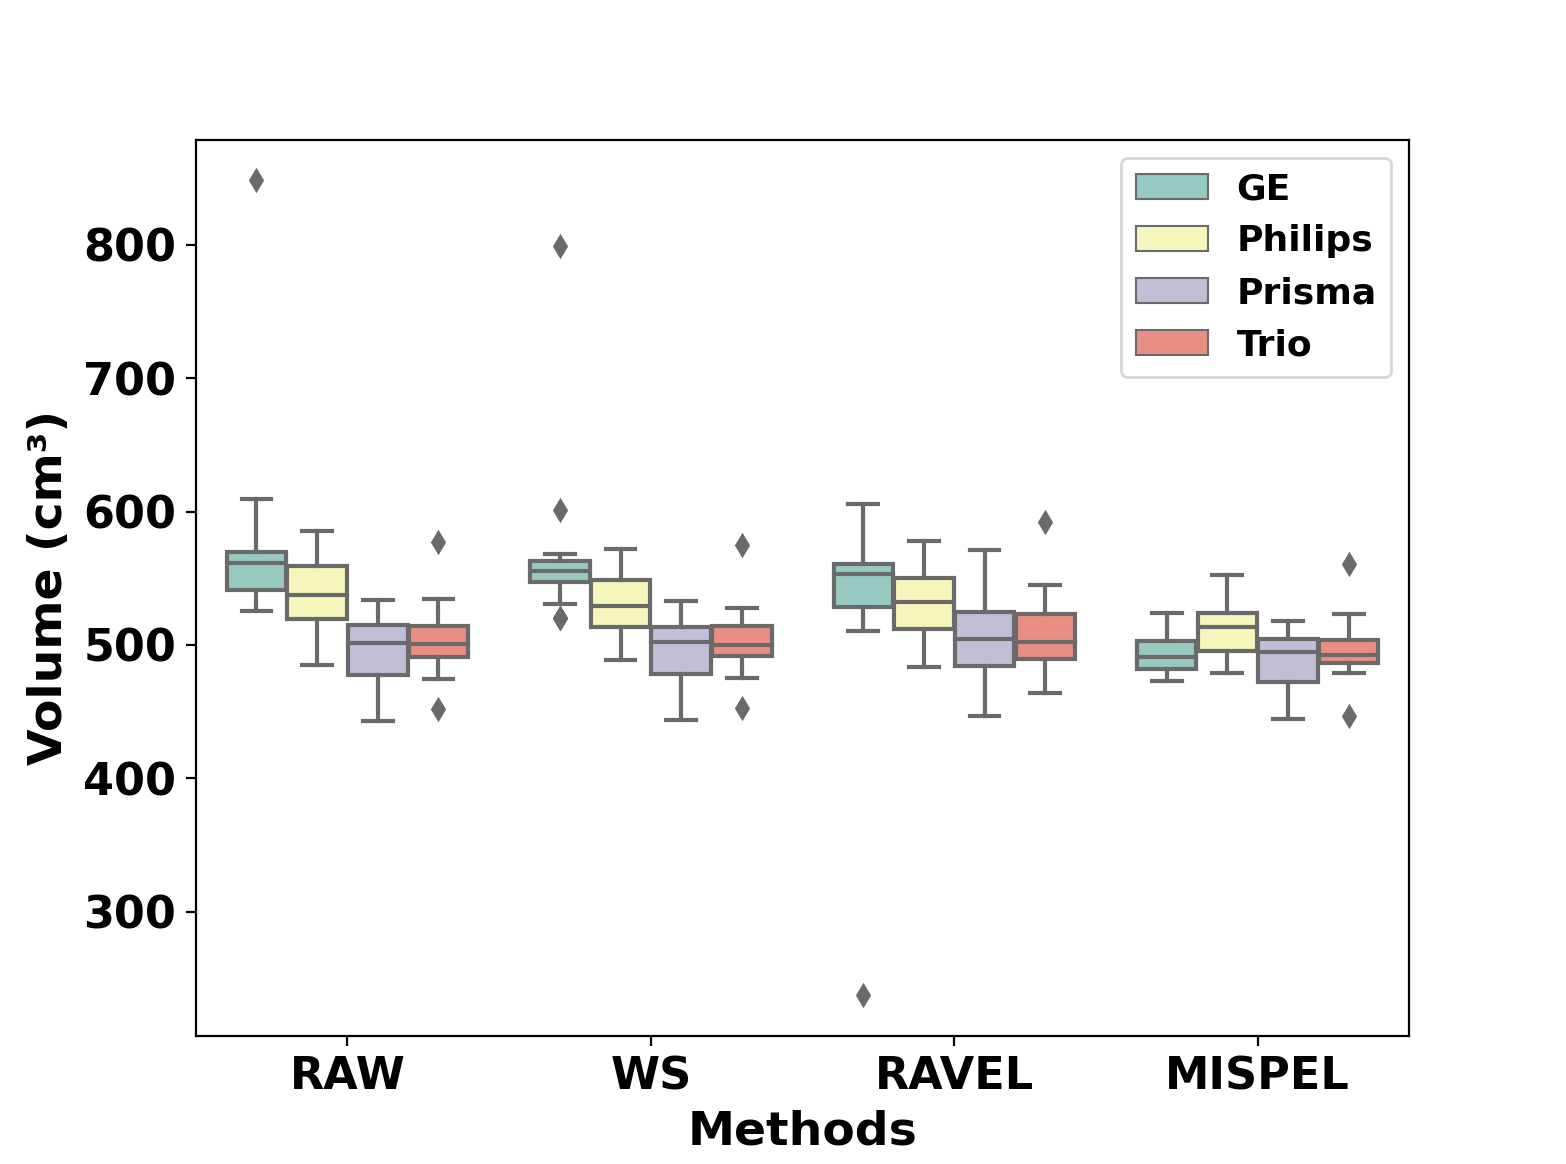 GE
Philips
Prisma
Trio
800
700
600
500
400
300
Volume (cm³)
RAW WS RAVEL MISPEL
Methods